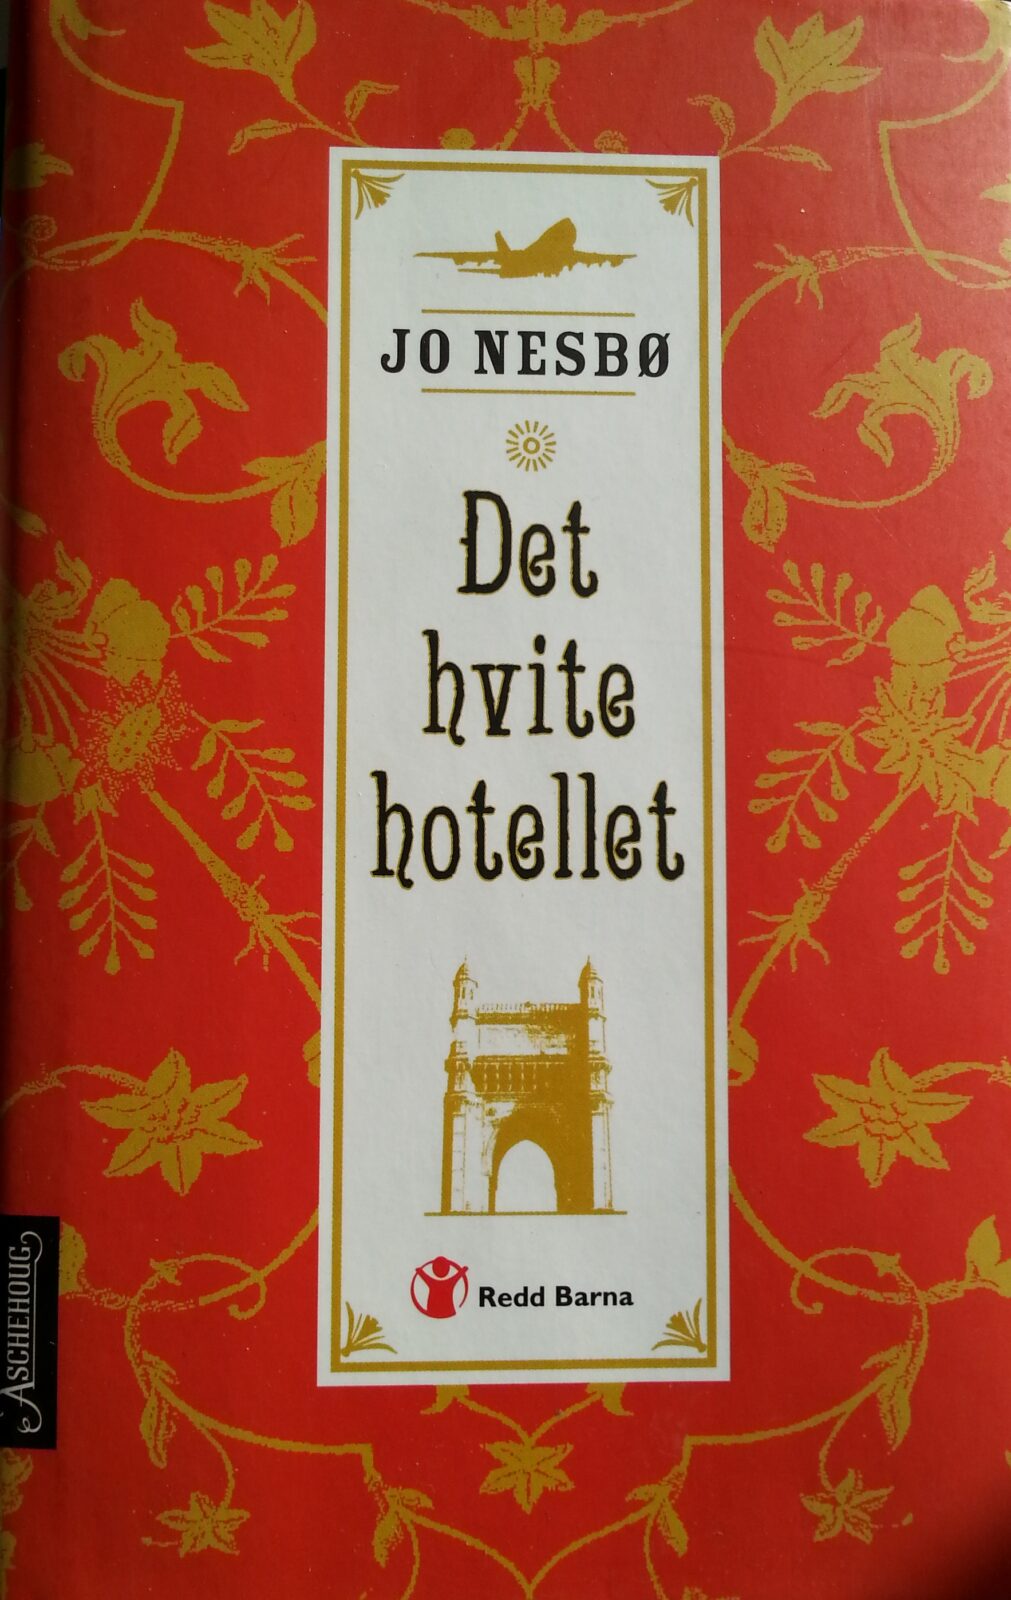 JO NESBØ
Det
hvite
hotellet
Redd Barna
ASCHEHOUG